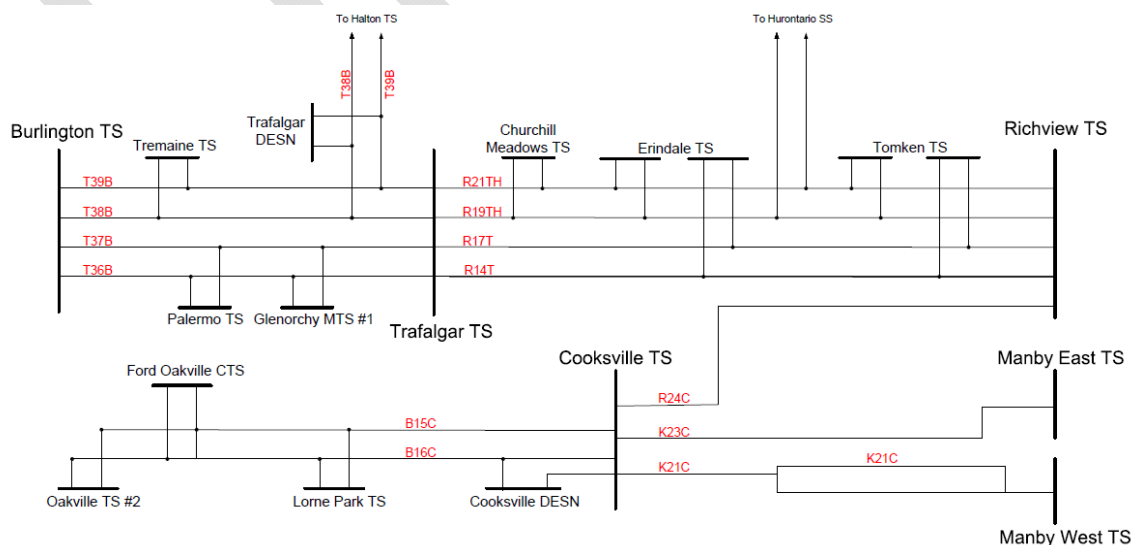 To Halton TS
To Hurontario SS
T38B
T39B
Burlington TS
Tremaine TS
Trafalgar
DESN
Churchill
Meadows TS
Erindale TS
Tomken TS
Richview TS
T39B
R21TH
T38B
R19TH
T37B
R17T
T36B
R14T
Palermo TS
Glenorchy MTS #1
Trafalgar TS
Ford Oakville CTS
Cooksville TS
Manby East TS
R24C
B15C
K23C
B16C
K21C
K21C
Oakville TS #2
Lorne Park TS
Cooksville DESN
Manby West TS